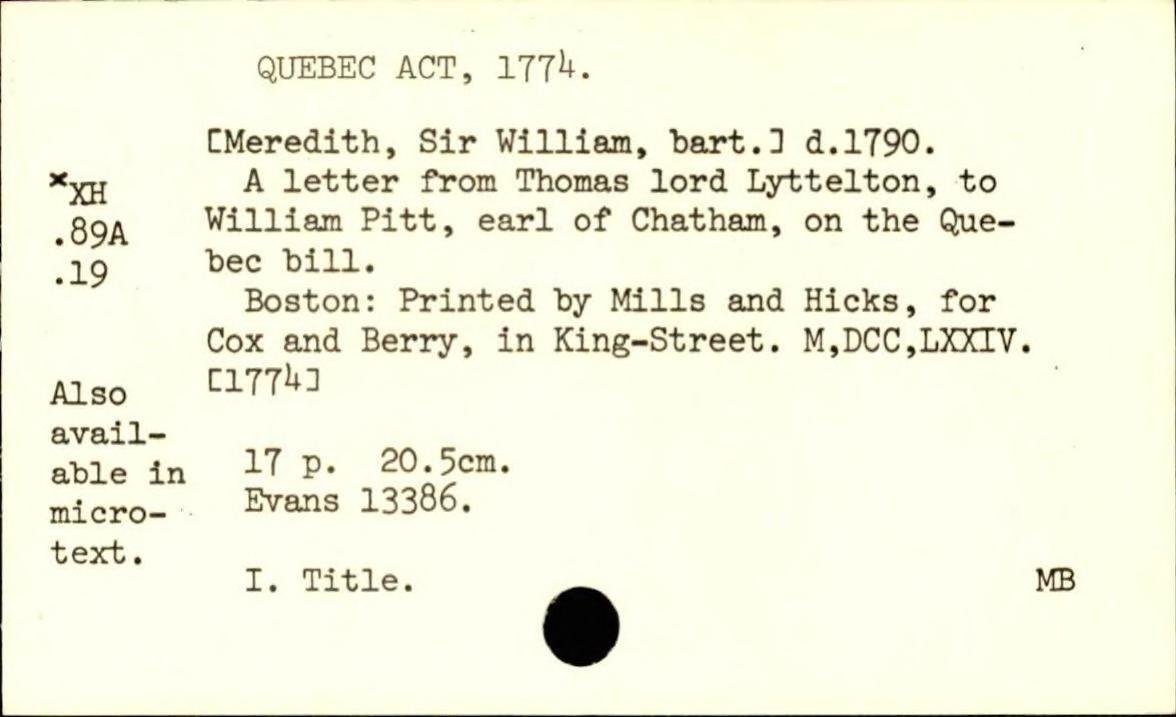 QUEBEC ACT, 1774.
[Meredith, Sir William, bart.] d.1790.
A letter from Thomas lord Lyttelton, to
William Pitt, earl of Chatham, on the Que-
bec bill.
Boston: Printed by Mills and Hicks, for
Cox and Berry, in King-Street. M,DCC,LXXIV.
[1774]
17 p. 20.5cm.
Evans 13386.
I. Title.
MB
*XH
.89A
.19
Also
avail-
able in
micro-
text.